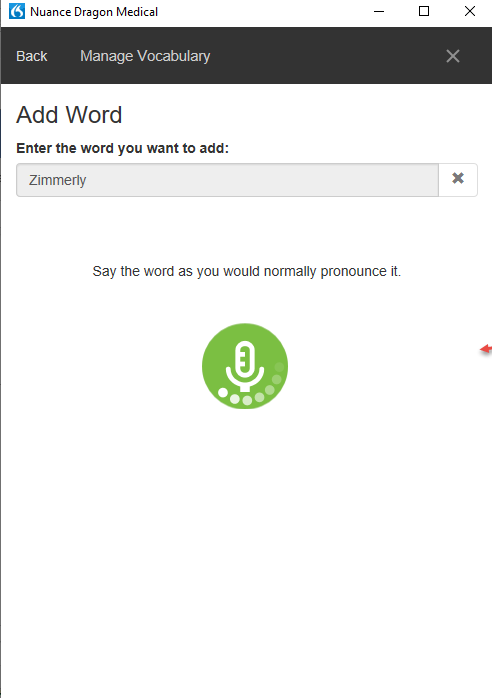 Nuance Dragon Medical
Back Manage Vocabulary
Add Word
Enter the word you want to add:
Zimmerly
Say the word as you would normally pronounce it.